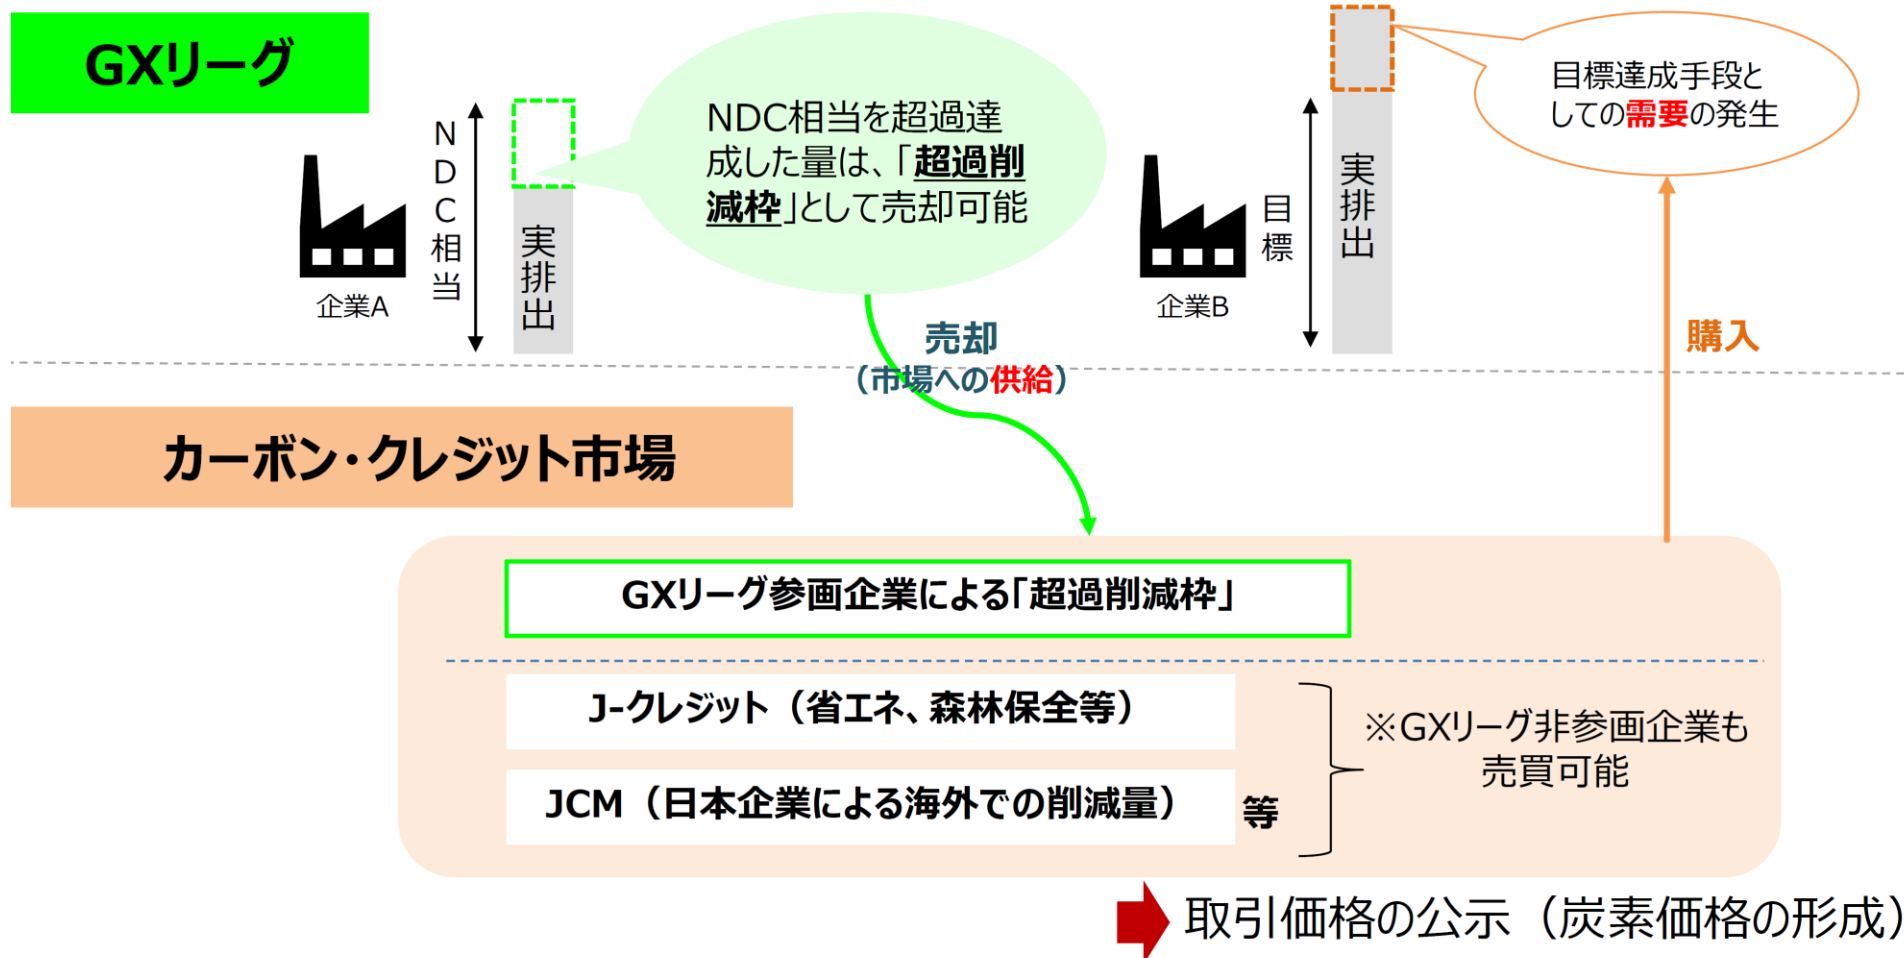 GXリーグ
NDC相当
企業A
実排出
NDC相当を超過達
成した量は、「超過削
減枠」として売却可能
企業B
目標
実排出
目標達成手段と
しての需要の発生
売却
（市場への供給）
購入
カーボン・クレジット市場
GXリーグ参画企業による「超過削減枠」
J-クレジット（省エネ、森林保全等）
JCM（日本企業による海外での削減量）
等
※GXリーグ非参画企業も
売買可能
取引価格の公示（炭素価格の形成）